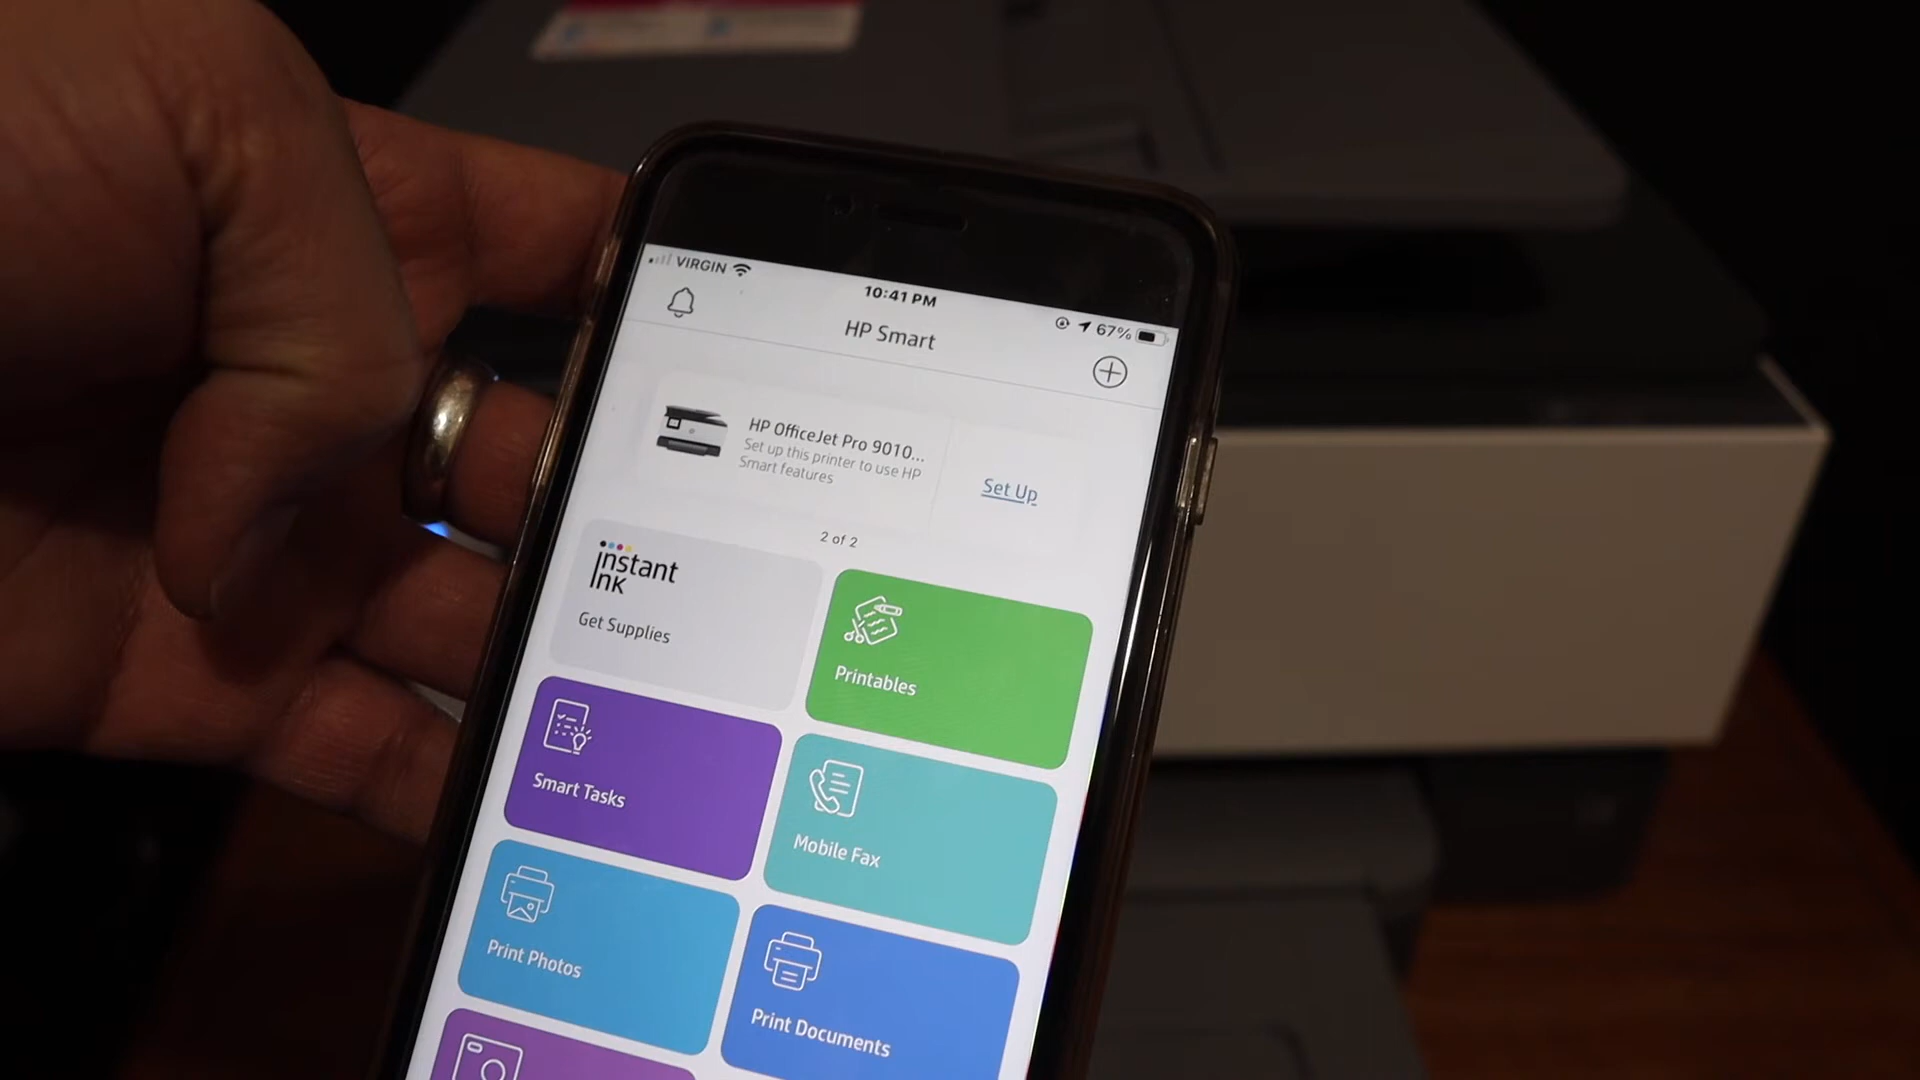 VIRGIN
10:41 PM
67%
HP Smart
HP OfficeJet Pro 9010...
Set up this printer to use HP
Smart features
Set Up
2 of 2
instant
ink
Get Supplies
Printables
Smart Tasks
Mobile Fax
Print Photos
Print Documents